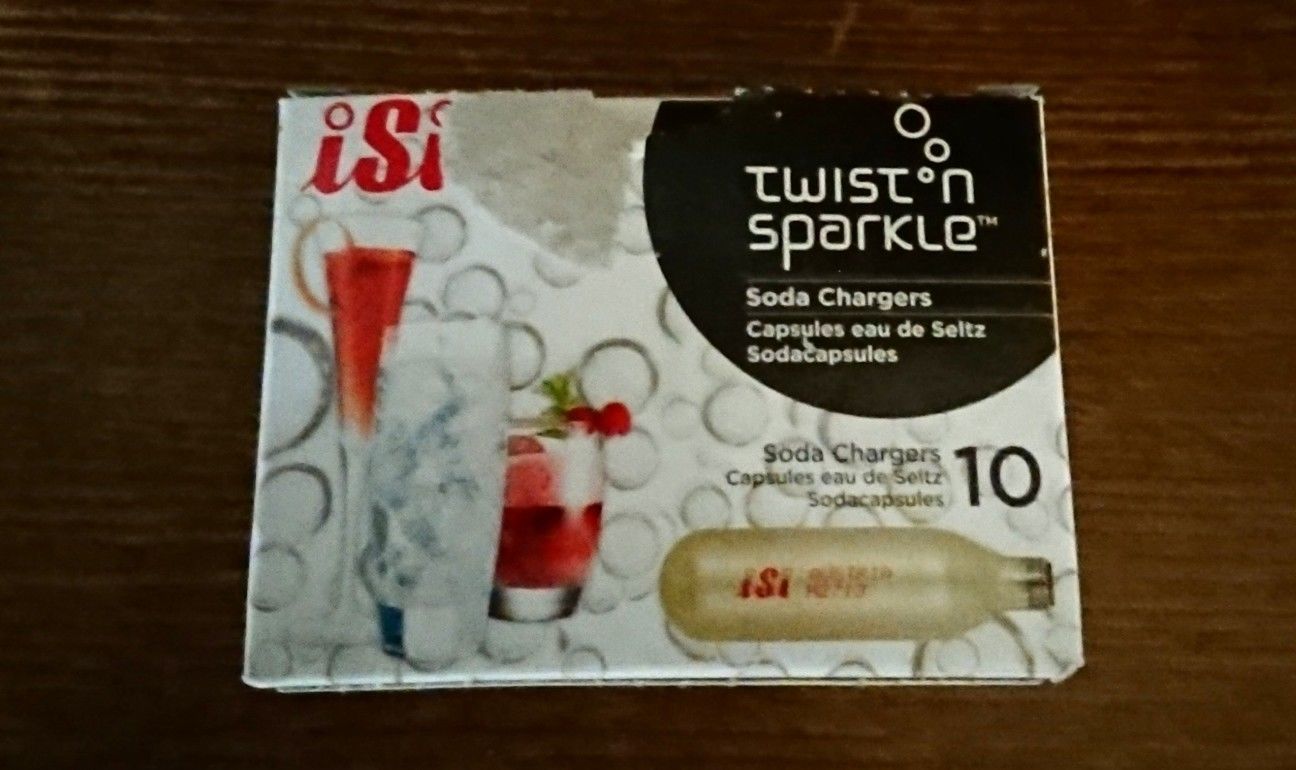 iSi
TWIST'N
sparkle™
Soda Chargers
Capsules eau de Seltz
Sodacapsules
Soda Chargers
Capsules eau de Seltz
Sodacapsules
10
iSi